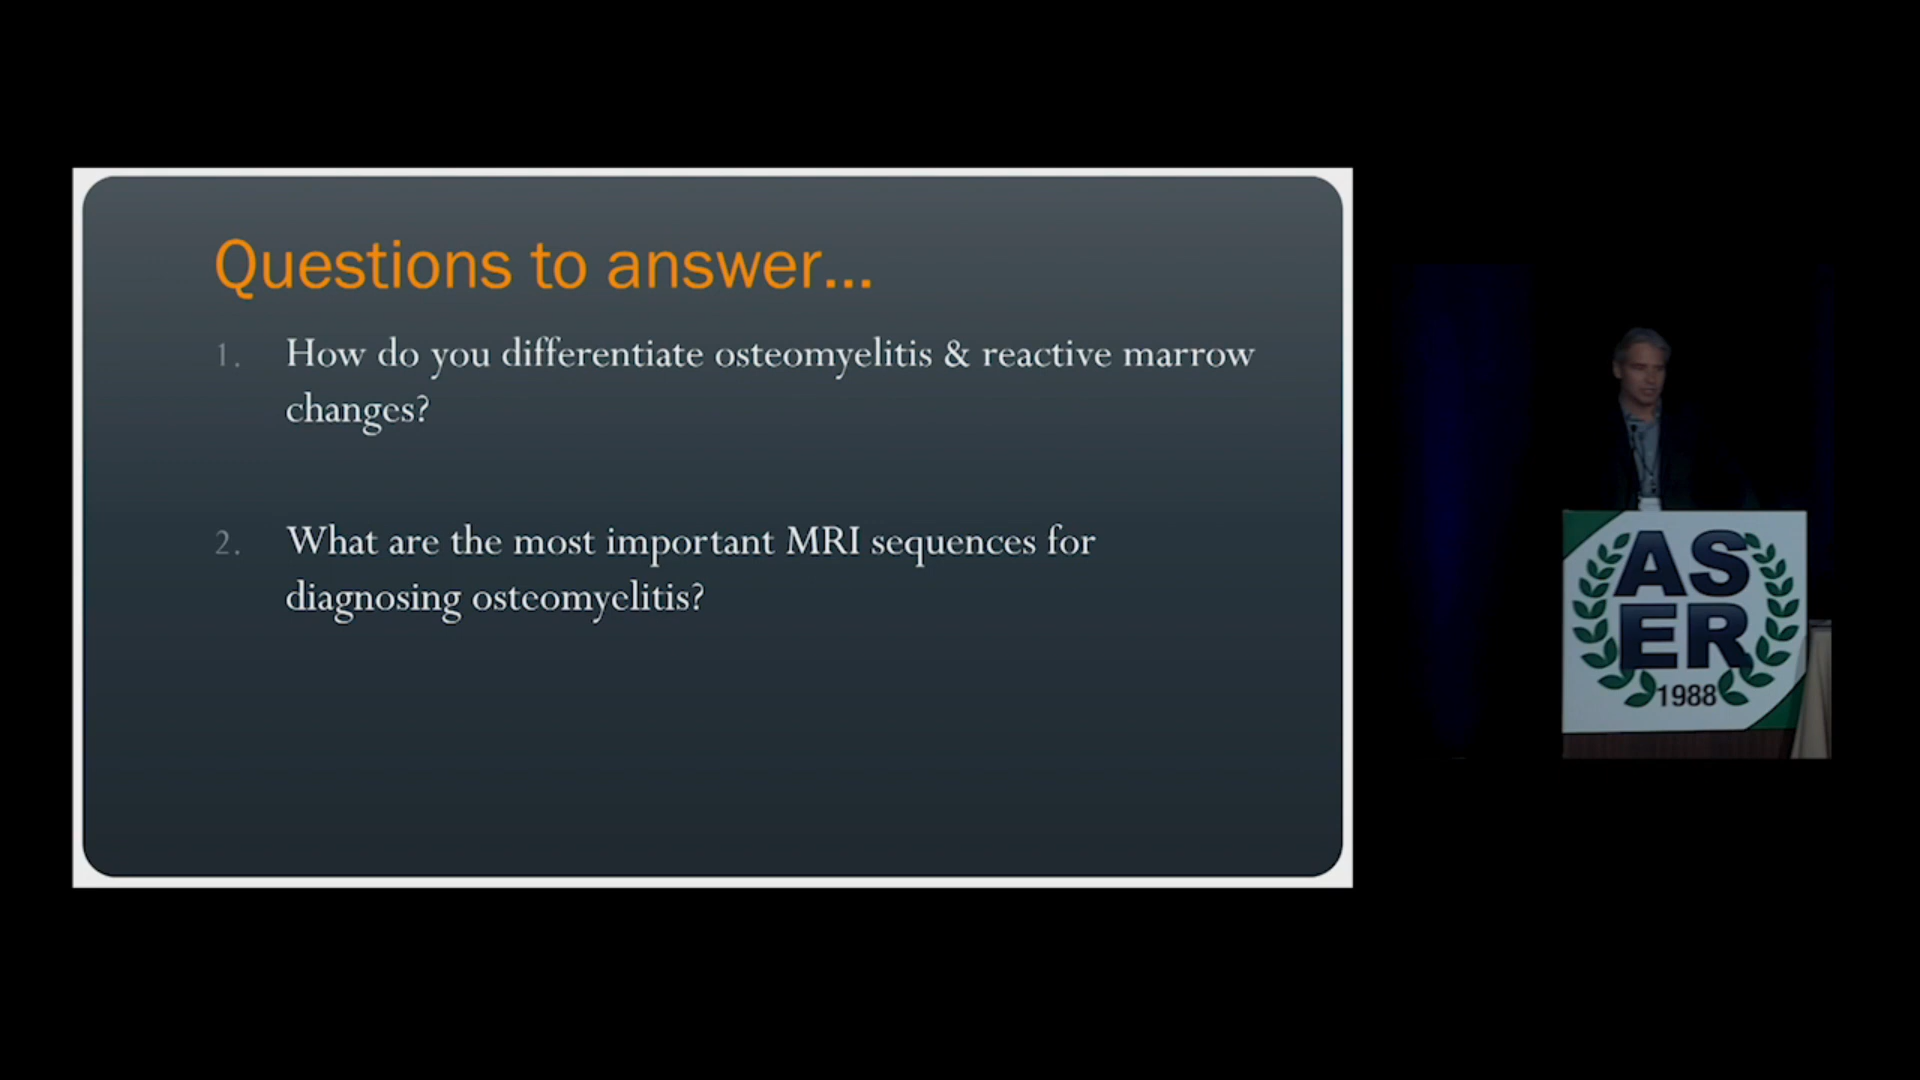 Questions to answer...
1. How do you differentiate osteomyelitis & reactive marrow
changes?
2. What are the most important MRI sequences for
diagnosing osteomyelitis?
AS
ER
1988